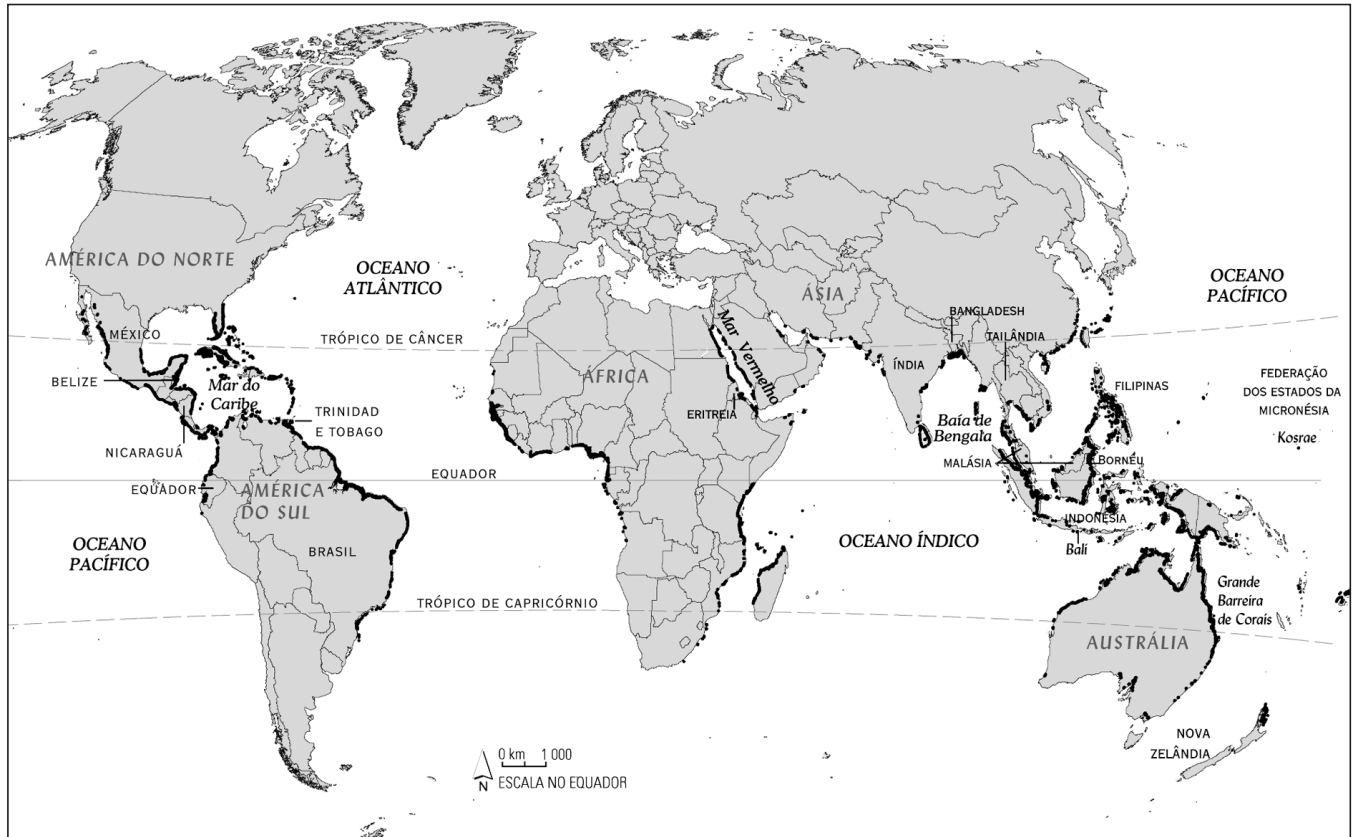 AMÉRICA DO NORTE
OCEANO
ATLÂNTICO
OCEANO
PACÍFICO
ÁSIA
BANGLADESH
MÉXICO
TRÓPICO DE CÂNCER
Mar Vermelho
TAILÂNDIA
ÍNDIA
BELIZE
Mar do
Caribe
ÁFRICA
FILIPINAS
FEDERAÇÃO
DOS ESTADOS DA
MICRONÉSIA
Kosrae
TRINIDAD
E TOBAGO
ERITREIA
Baía de
Bengala
NICARAGUÁ
MALÁSIA
BORNÉU
EQUADOR
EQUADOR
AMÉRICA
DO SUL
INDONÉSIA
OCEANO
PACÍFICO
BRASIL
OCEANO ÍNDICO
Bali
Grande
Barreira
de Corais
TRÓPICO DE CAPRICÓRNIO
AUSTRÁLIA
NOVA
ZELÂNDIA
0 km 1 000
N ESCALA NO EQUADOR